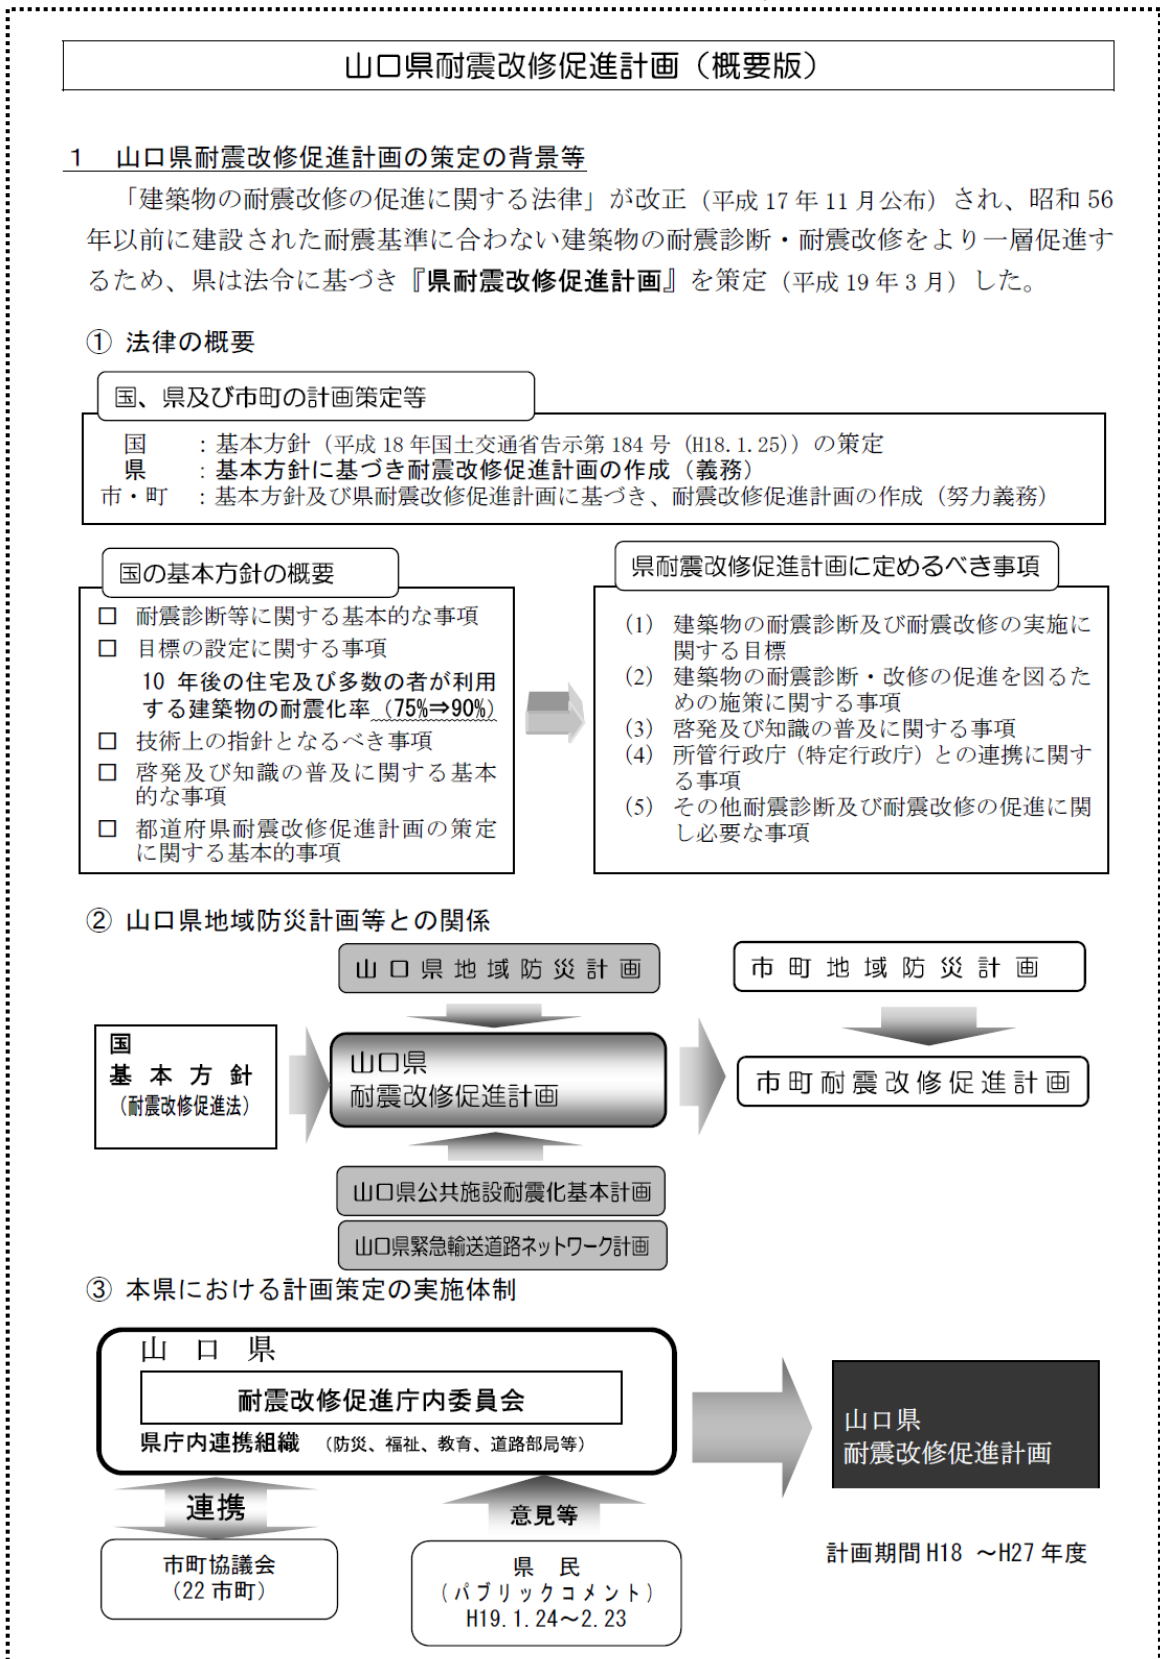 山口県耐震改修促進計画（概要版）
１　山口県耐震改修促進計画の策定の背景等
「建築物の耐震改修の促進に関する法律」が改正（平成 17 年 11 月公布）され、昭和 56
年以前に建設された耐震基準に合わない建築物の耐震診断・耐震改修をより一層促進す
るため、県は法令に基づき『県耐震改修促進計画』を策定（平成 19 年 3 月）した。
① 法律の概要
国、県及び市町の計画策定等
国　：基本方針（平成 18 年国土交通省告示第 184 号（H18.1.25））の策定
県　：基本方針に基づき耐震改修促進計画の作成（義務）
市・町　：基本方針及び県耐震改修促進計画に基づき、耐震改修促進計画の作成（努力義務）
国の基本方針の概要
□ 耐震診断等に関する基本的な事項
□ 目標の設定に関する事項
10 年後の住宅及び多数の者が利用
する建築物の耐震化率（75%⇒90%）
□ 技術上の指針となるべき事項
□ 啓発及び知識の普及に関する基本
的な事項
□ 都道府県耐震改修促進計画の策定
に関する基本的事項
県耐震改修促進計画に定めるべき事項
(1) 建築物の耐震診断及び耐震改修の実施に
関する目標
(2) 建築物の耐震診断・改修の促進を図るた
めの施策に関する事項
(3) 啓発及び知識の普及に関する事項
(4) 所管行政庁（特定行政庁）との連携に関す
る事項
(5) その他耐震診断及び耐震改修の促進に関
し必要な事項
② 山口県地域防災計画等との関係
山口県地域防災計画
市町地域防災計画
国
基本方針
（耐震改修促進法）
山口県
耐震改修促進計画
市町耐震改修促進計画
山口県公共施設耐震化基本計画
山口県緊急輸送道路ネットワーク計画
③ 本県における計画策定の実施体制
山　口　県
耐震改修促進庁内委員会
県庁内連携組織　（防災、福祉、教育、道路部局等）
山口県
耐震改修促進計画
連携
意見等
市町協議会
（22 市町）
県　民
（パブリックコメント）
H19.1.24～2.23
計画期間 H18 ～H27 年度